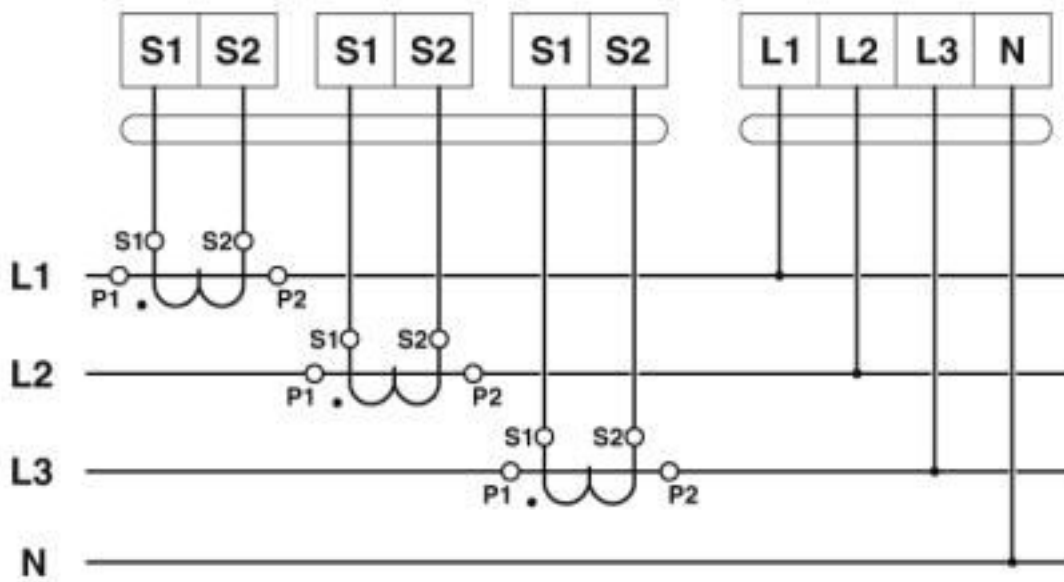 S1 S2 S1 S2 S1 S2 L1 L2 L3 N
S1 S2
L1
P1 P2
S1 S2
L2
P1 P2
S1 S2
L3
P1 P2
N